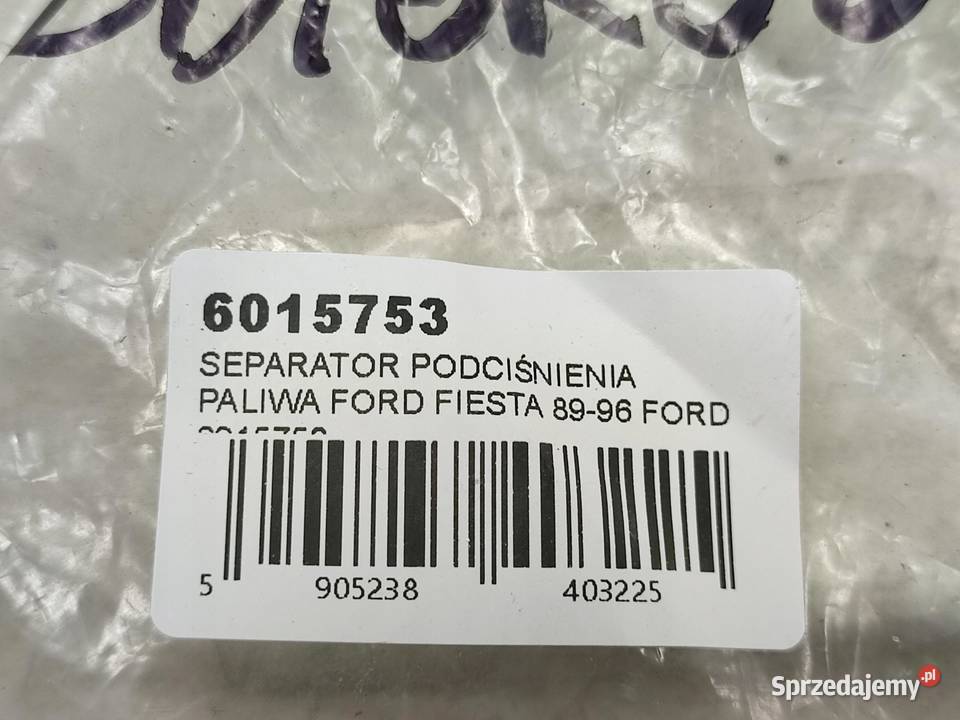 6015753
SEPARATOR PODCIŚNIENIA
PALIWA FORD FIESTA 89-96 FORD
5 905238 403225
Sprzedajemy.pl